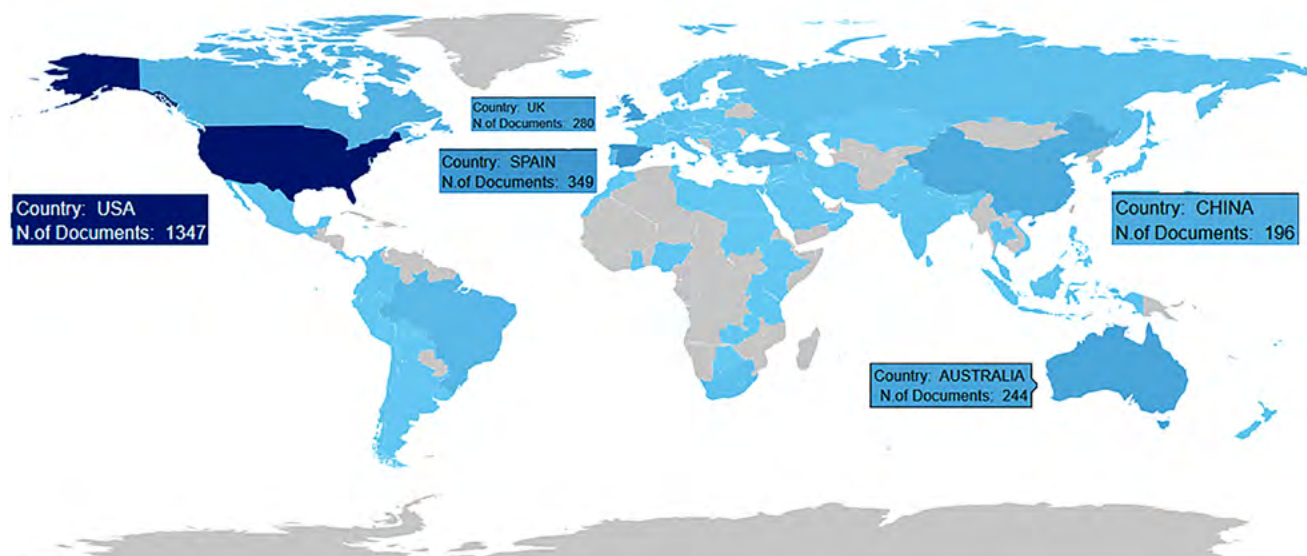 Country: UK
N.of Documents: 280
Country: SPAIN
N.of Documents: 349
Country: USA
N.of Documents: 1347
Country: CHINA
N.of Documents: 196
Country: AUSTRALIA
N.of Documents: 244